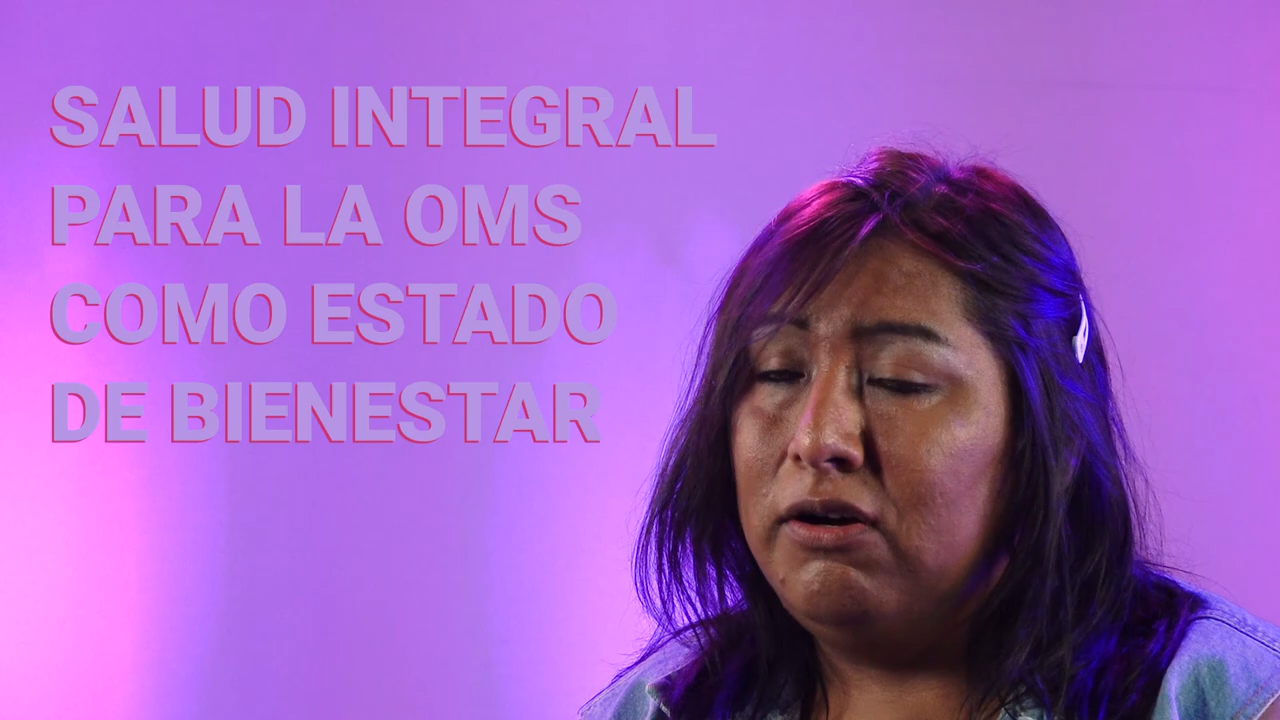 SALUD INTEGRAL
PARA LA OMS
COMO ESTADO
DE BIENESTAR